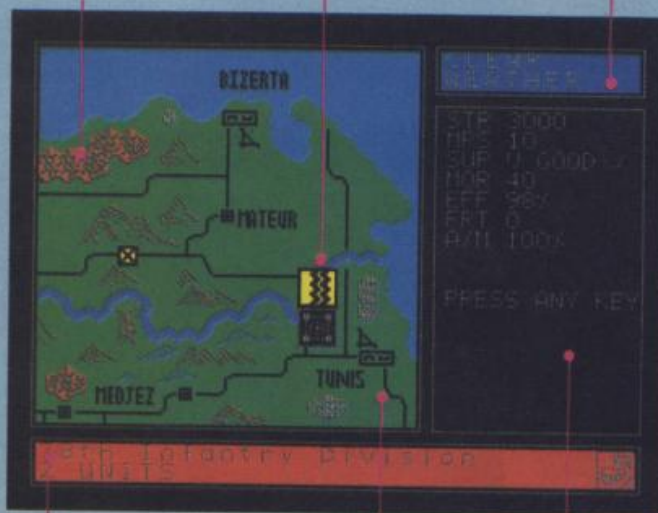 BIZERTA
MATEUR
MEDJEZ
TUNIS
CLEAR
WEATHER
STR 3000
MPS 10
SUP V GOOD
MOR 40
EFF 98%
FRT 0
A/M 100%
PRESS ANY KEY
Infantry Division
2 UNITS